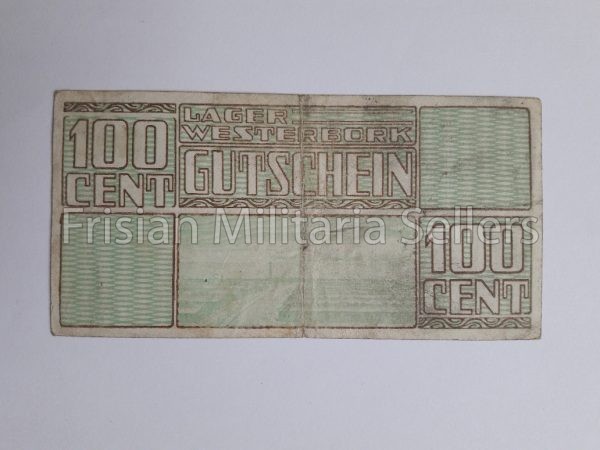 LAGER
WESTERBORK
100
CENT
GUTSCHEIN
Frisian Militaria Sellers
100
CENT